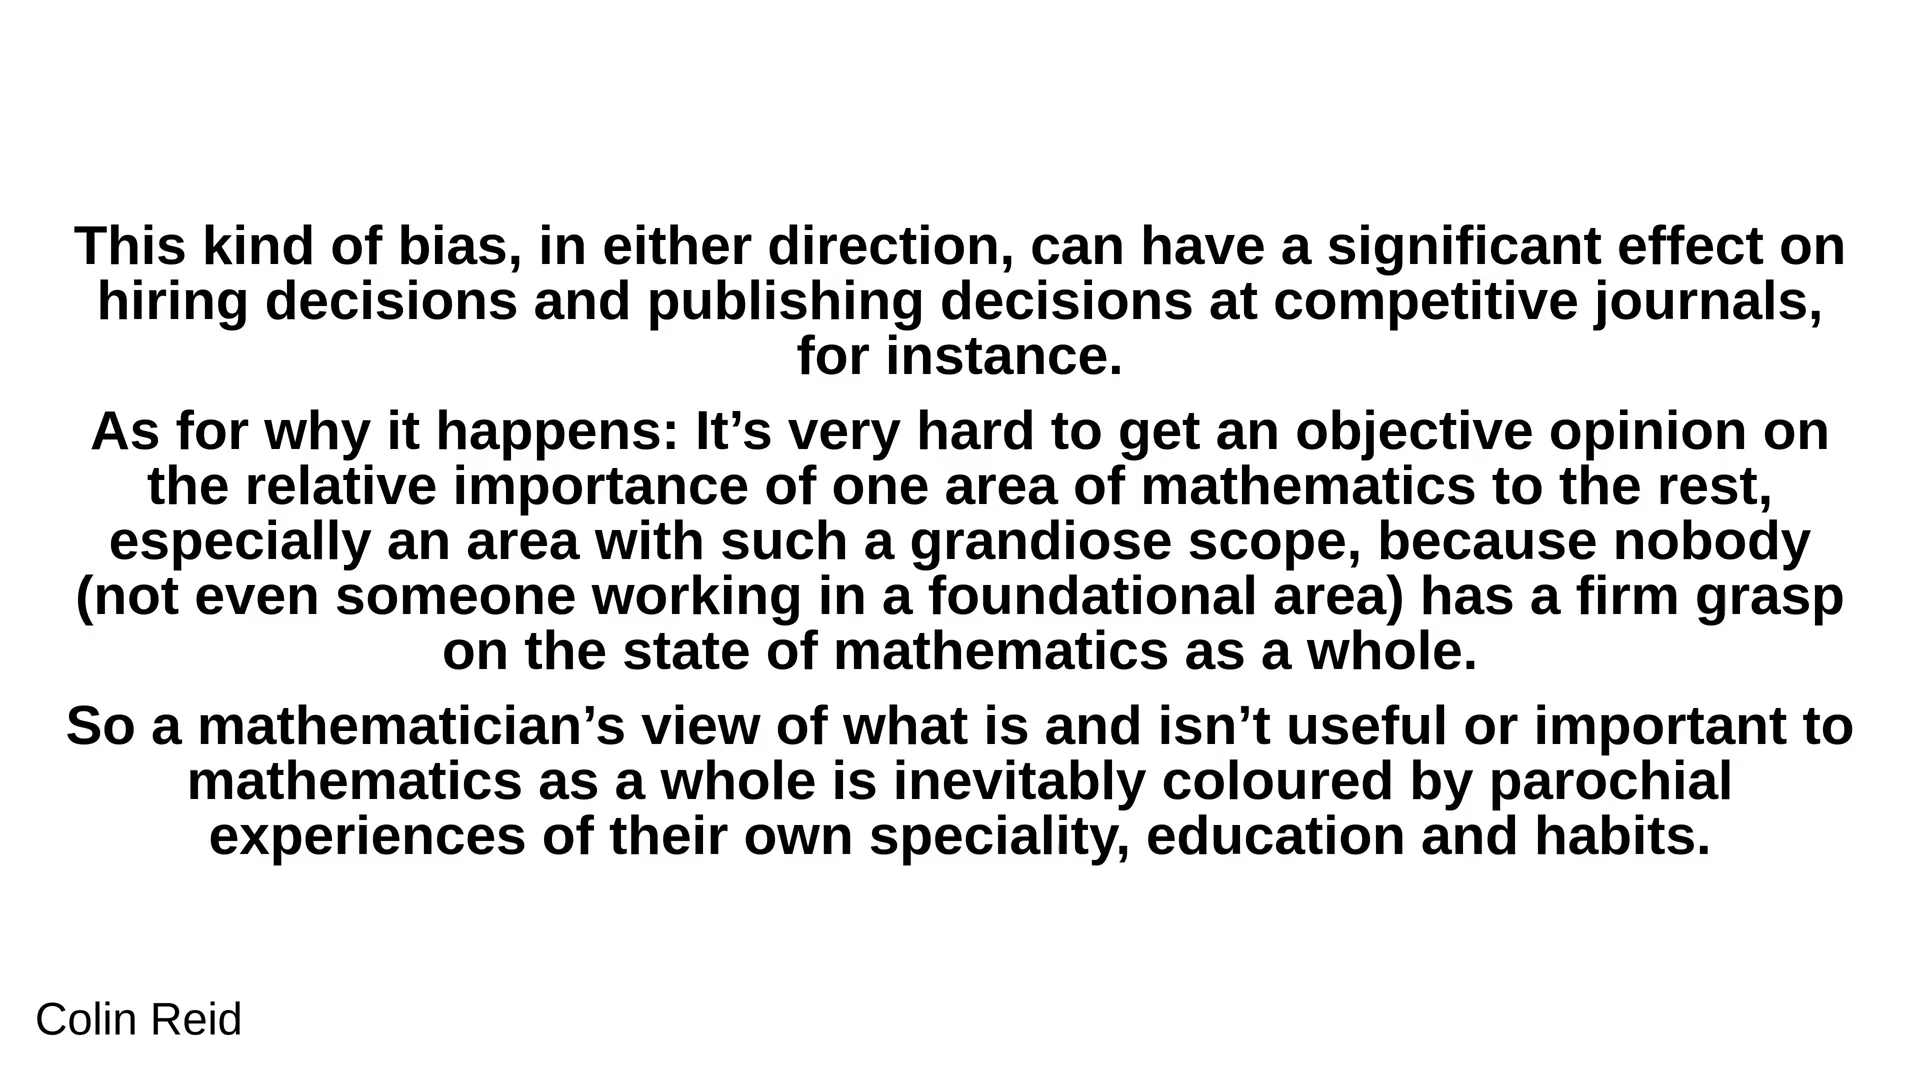 This kind of bias, in either direction, can have a significant effect on
hiring decisions and publishing decisions at competitive journals,
for instance.
As for why it happens: It’s very hard to get an objective opinion on
the relative importance of one area of mathematics to the rest,
especially an area with such a grandiose scope, because nobody
(not even someone working in a foundational area) has a firm grasp
on the state of mathematics as a whole.
So a mathematician’s view of what is and isn’t useful or important to
mathematics as a whole is inevitably coloured by parochial
experiences of their own speciality, education and habits.
Colin Reid